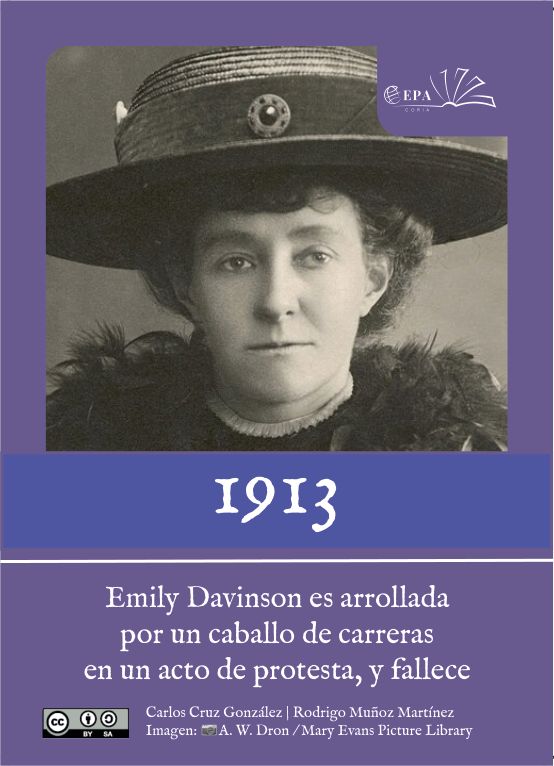 eEPA
CORIA
1913
Emily Davinson es arrollada
por un caballo de carreras
en un acto de protesta, y fallece
Carlos Cruz González | Rodrigo Muñoz Martínez
Imagen: 📷A. W. Dron /Mary Evans Picture Library
cc
BY SA